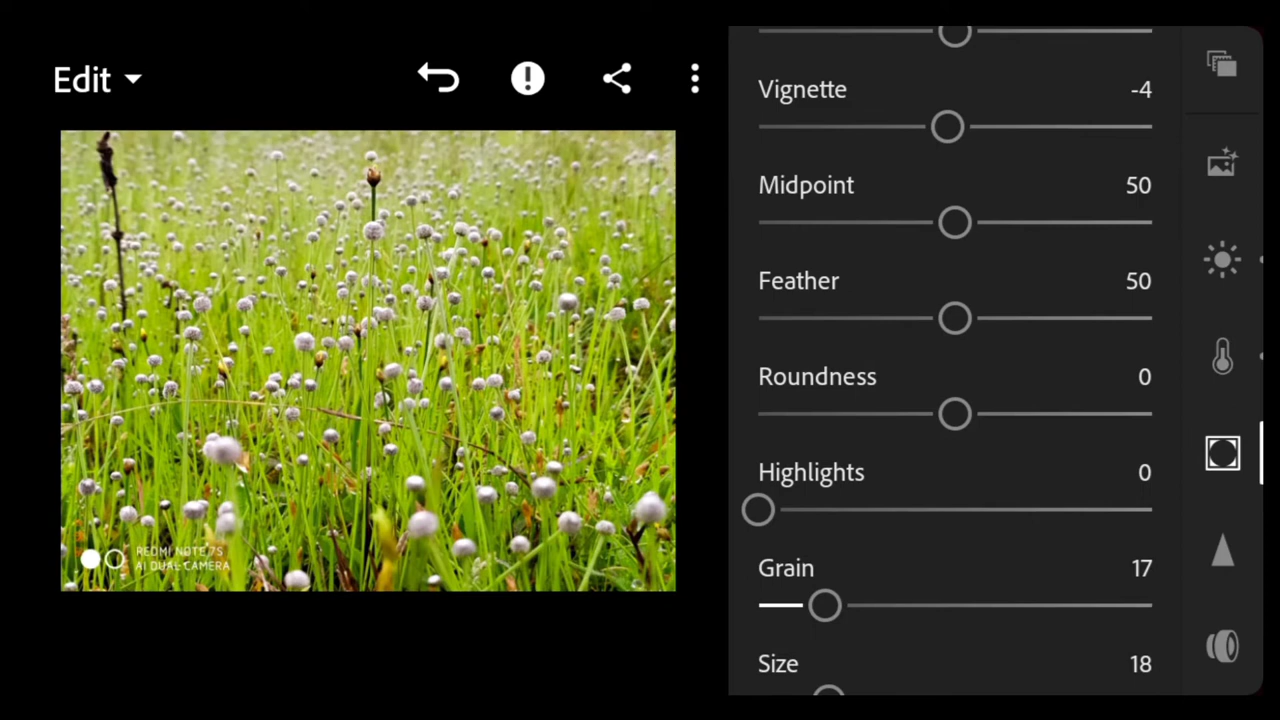 Edit
Vignette -4
Midpoint 50
Feather 50
Roundness 0
Highlights 0
Grain 17
Size 18
REDMI NOTE 7S
AI DUAL CAMERA